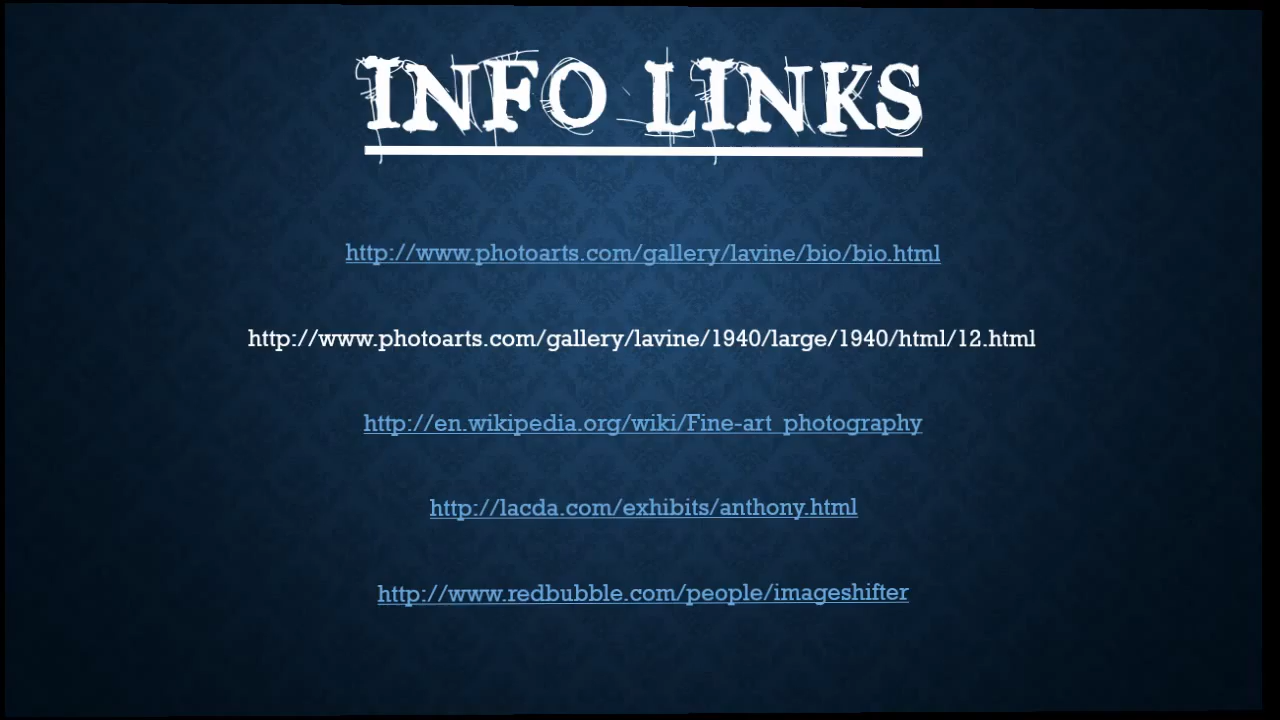 INFO LINKS
http://www.photoarts.com/gallery/lavine/bio/bio.html
http://www.photoarts.com/gallery/lavine/1940/large/1940/html/12.html
http://en.wikipedia.org/wiki/Fine-art_photography
http://lacda.com/exhibits/anthony.html
http://www.redbubble.com/people/imageshifter